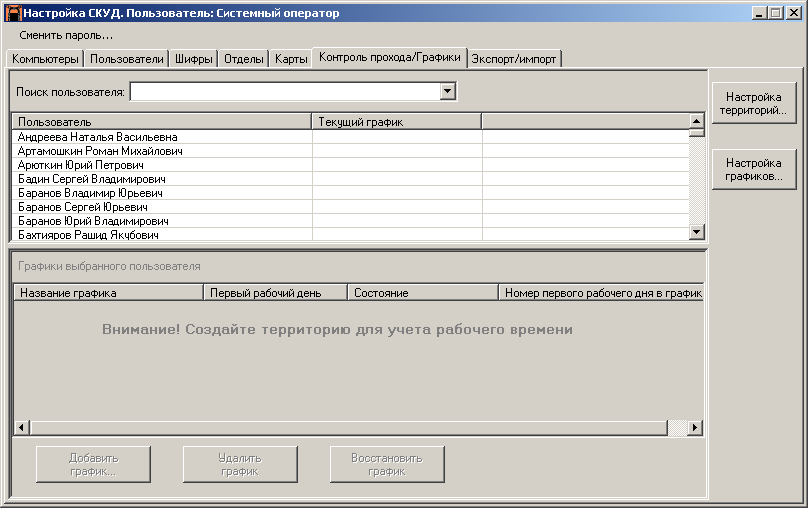 Настройка СКУД. Пользователь: Системный оператор
Сменить пароль...
Компьютеры Пользователи Шифры Отделы Карты Контроль прохода/Графики Экспорт/импорт
Поиск пользователя:
Настройка
территорий...
Пользователь Текущий график
Андреева Наталья Васильевна
Артамошкин Роман Михайлович
Арюткин Юрий Петрович
Настройка
графиков...
Бадин Сергей Владимирович
Баранов Владимир Юрьевич
Баранов Сергей Юрьевич
Баранов Юрий Владимирович
Бахтияров Рашид Якубович
Графики выбранного пользователя
Название графика Первый рабочий день Состояние Номер первого рабочего дня в график
Внимание! Создайте территорию для учета рабочего времени
Добавить
график...
Удалить
график
Восстановить
график